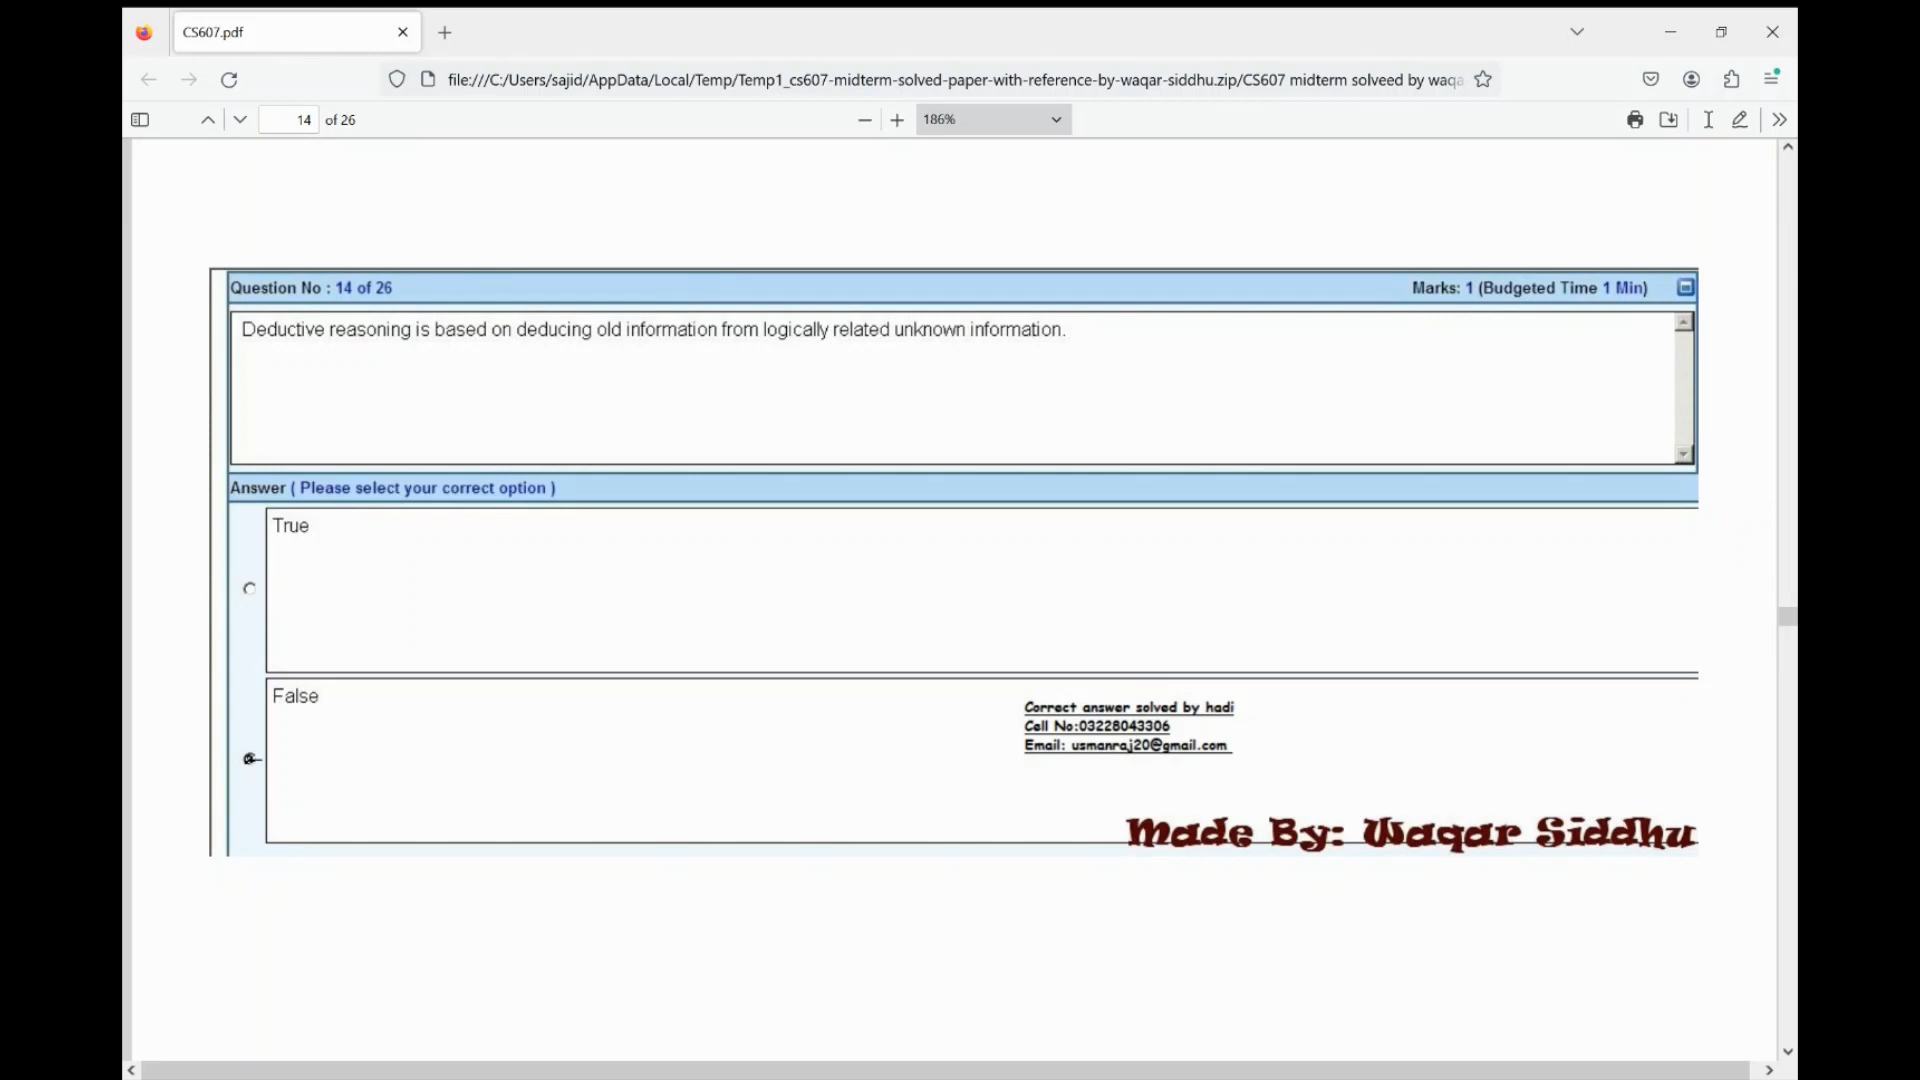 CS607.pdf
file:///C:/Users/sajid/AppData/Local/Temp/Temp1_cs607-midterm-solved-paper-with-reference-by-waqar-siddhu.zip/CS607 midterm solveed by waqa
14 of 26
186%
Question No : 14 of 26 Marks: 1 (Budgeted Time 1 Min)
Deductive reasoning is based on deducing old information from logically related unknown information.
Answer ( Please select your correct option )
True
False
Correct answer solved by hadi
Cell No:03228043306
Email: usmanraj20@gmail.com
Made By: Waqar Siddhu